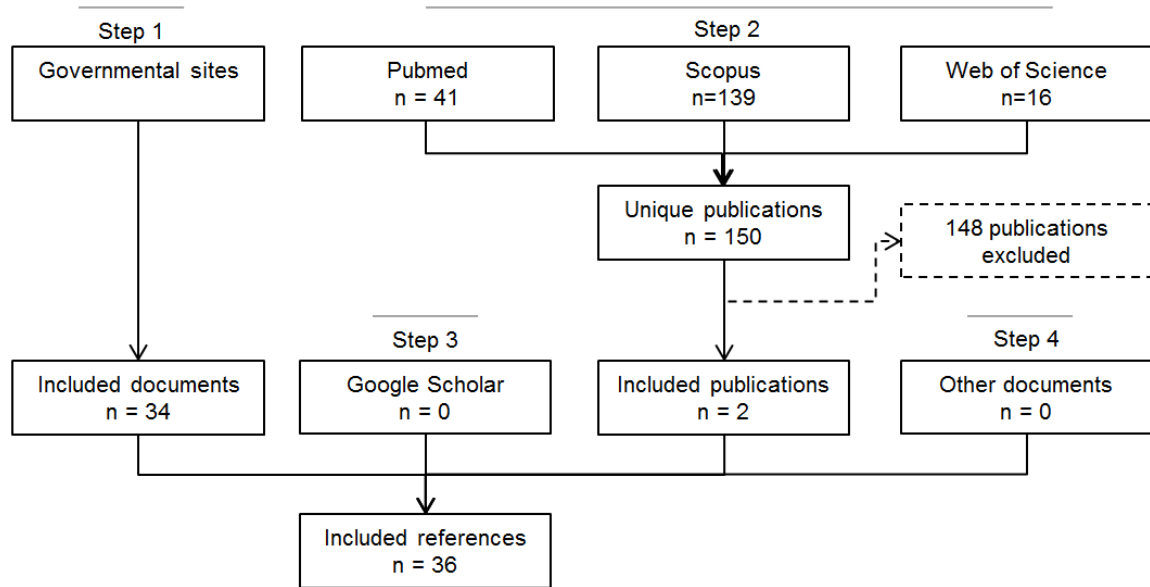 Step 1
Step 2
Governmental sites
Pubmed
n = 41
Scopus
n=139
Web of Science
n=16
Unique publications
n = 150
148 publications
excluded
Step 3
Step 4
Included documents
n = 34
Google Scholar
n = 0
Included publications
n = 2
Other documents
n = 0
Included references
n = 36